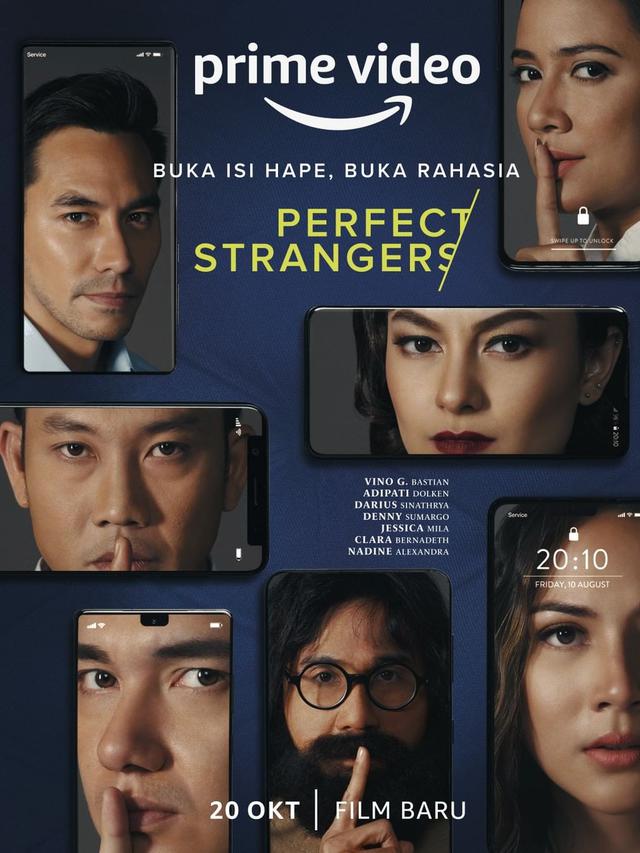 Service
prime video
BUKA ISI HAPE, BUKA RAHASIA
PERFECT
STRANGERS
SWIPE UP TO UNLOCK
20:10
VINO G. BASTIAN
ADIPATI DOLKEN
DARIUS SINATHRYA
DENNY SUMARGO
JESSICA MILA
CLARA BERNADETH
NADINE ALEXANDRA
Service
20:10
FRIDAY, 10 AUGUST
20 OKT | FILM BARU